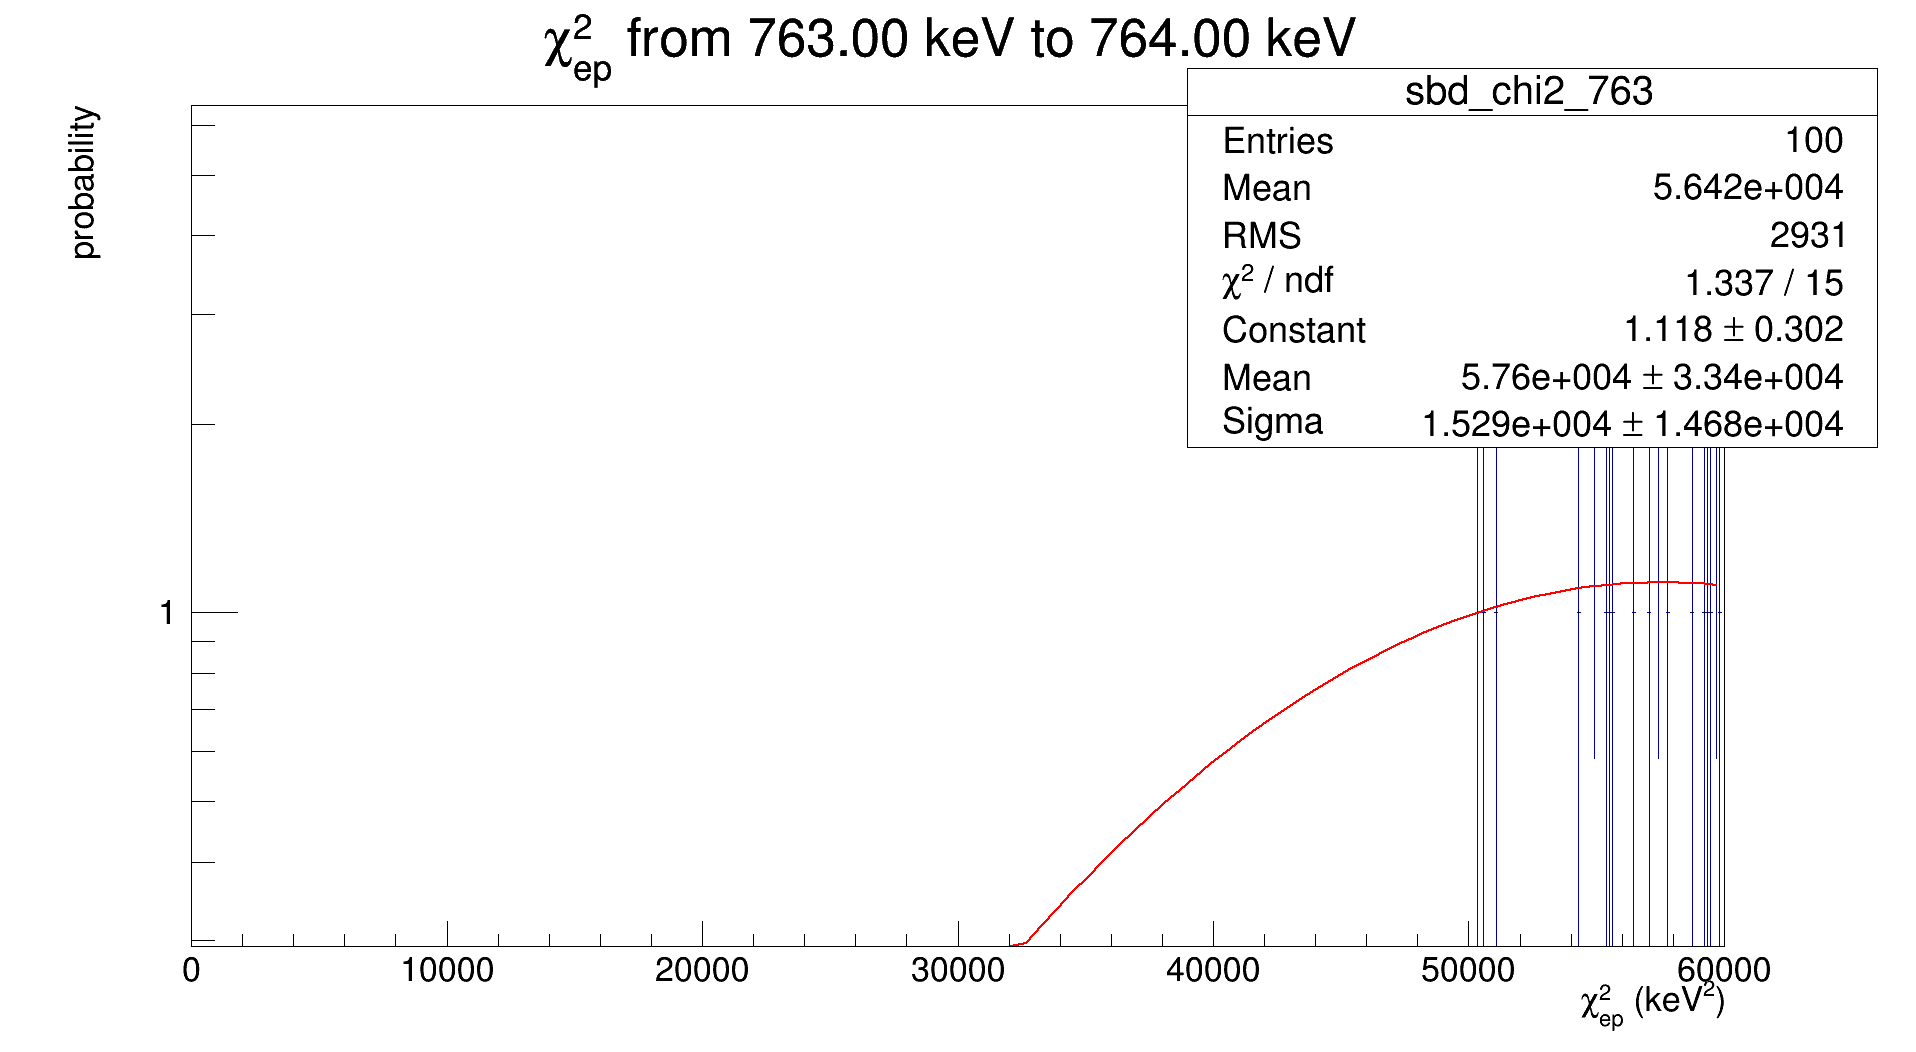 χ²ep from 763.00 keV to 764.00 keV
probability
sbd_chi2_763
Entries 100
Mean 5.642e+004
RMS 2931
χ² / ndf 1.337 / 15
Constant 1.118 ± 0.302
Mean 5.76e+004 ± 3.34e+004
Sigma 1.529e+004 ± 1.468e+004
1
0 10000 20000 30000 40000 50000 60000
χ²ep (keV²)